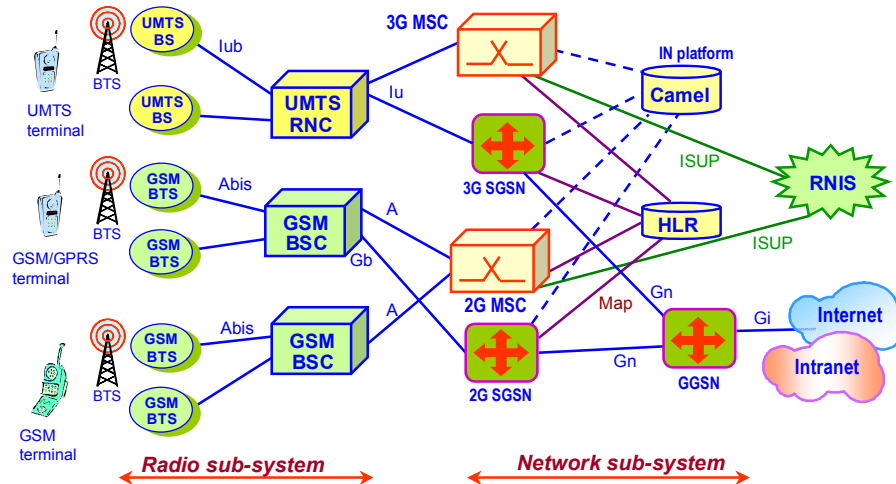 3G MSC
IN platform
UMTS
BS
Iub
BTS
Camel
UMTS
terminal
UMTS
BS
UMTS
RNC
Iu
ISUP
3G SGSN
RNIS
GSM
BTS
Abis
BTS
GSM/GPRS
terminal
GSM
BTS
GSM
BSC
A
Gb
HLR
ISUP
2G MSC
Map
Gn
A
Abis
GSM
BTS
BTS
GSM
BSC
Gi
Internet
Intranet
Gn
GGSN
2G SGSN
GSM
BTS
GSM
terminal
Radio sub-system
Network sub-system